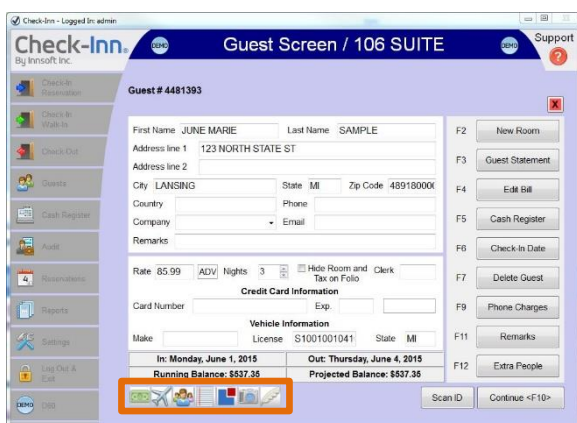 Check-Inn - Logged In: admin
Check-Inn®
By Innsoft Inc.
DEMO
Guest Screen / 106 SUITE
DEMO
Support
?
Check-In Reservation
Check-In Walk-In
Check-Out
Guests
Cash Register
Audit
Reservations
Reports
Settings
Log Out & Exit
DEMO
Guest # 4481393
X
First Name JUNE MARIE Last Name SAMPLE
Address line 1 123 NORTH STATE ST
Address line 2
City LANSING State MI Zip Code 48918000
Country Phone
Company Email
Remarks
Rate 85.99 ADV Nights 3 Hide Room and Tax on Folio Clerk
Credit Card Information
Card Number Exp.
Vehicle Information
Make License S1001001041 State MI
In: Monday, June 1, 2015 Out: Thursday, June 4, 2015
Running Balance: $537.35 Projected Balance: $537.35
F2 New Room
F3 Guest Statement
F4 Edit Bill
F5 Cash Register
F6 Check-In Date
F7 Delete Guest
F9 Phone Charges
F11 Remarks
F12 Extra People
Scan ID Continue <F10>